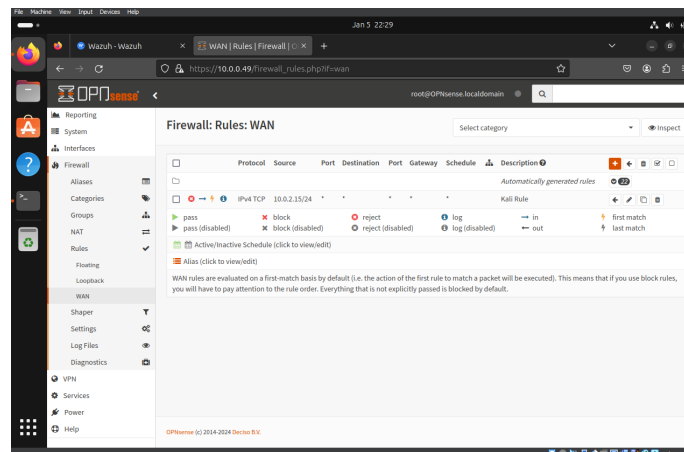 File Machine View Input Devices Help
Jan 5 22:29
Wazuh - Wazuh × WAN | Rules | Firewall | O × +
https://10.0.0.49/firewall_rules.php?if=wan
OPNsense
root@OPNsense.localdomain
Reporting
System
Interfaces
Firewall
Aliases
Categories
Groups
NAT
Rules
Floating
Loopback
WAN
Shaper
Settings
Log Files
Diagnostics
VPN
Services
Power
Help
Firewall: Rules: WAN
Select category
Inspect
Protocol Source Port Destination Port Gateway Schedule Description
Automatically generated rules 22
IPv4 TCP 10.0.2.15/24 * * * * * Kali Rule
pass block reject log in first match
pass (disabled) block (disabled) reject (disabled) log (disabled) out last match
Active/Inactive Schedule (click to view/edit)
Alias (click to view/edit)
WAN rules are evaluated on a first-match basis by default (i.e. the action of the first rule to match a packet will be executed). This means that if you use block rules,
you will have to pay attention to the rule order. Everything that is not explicitly passed is blocked by default.
OPNsense (c) 2014-2024 Deciso B.V.